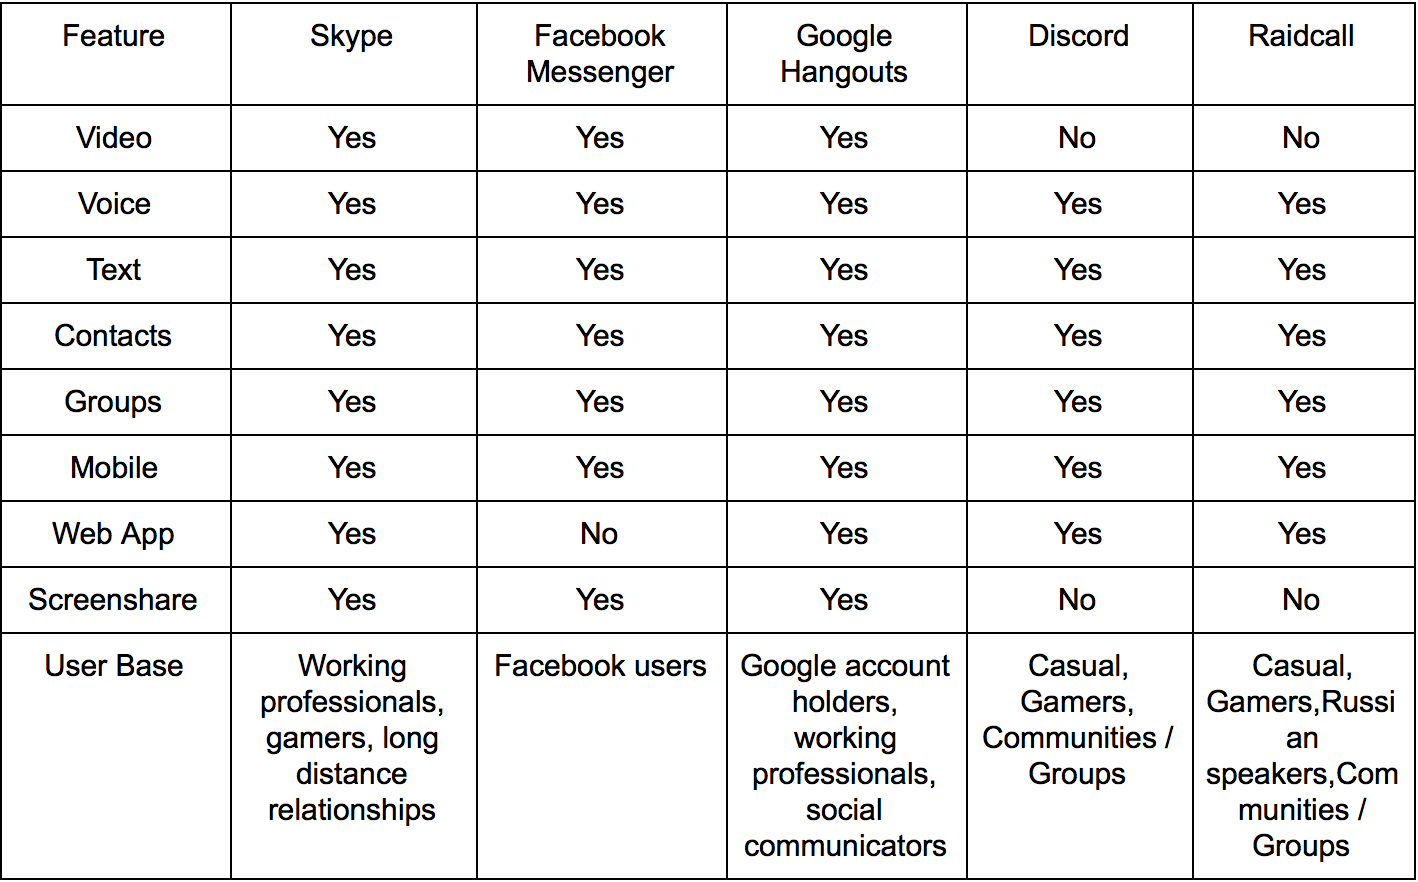 Feature Skype Facebook Messenger Google Hangouts Discord Raidcall
Video Yes Yes Yes No No
Voice Yes Yes Yes Yes Yes
Text Yes Yes Yes Yes Yes
Contacts Yes Yes Yes Yes Yes
Groups Yes Yes Yes Yes Yes
Mobile Yes Yes Yes Yes Yes
Web App Yes No Yes Yes Yes
Screenshare Yes Yes Yes No No
User Base
Working
professionals,
gamers, long
distance
relationships
Facebook users
Google account
holders,
working
professionals,
social
communicators
Casual,
Gamers,
Communities /
Groups
Casual,
Gamers,Russi
an
speakers,Com
munities /
Groups